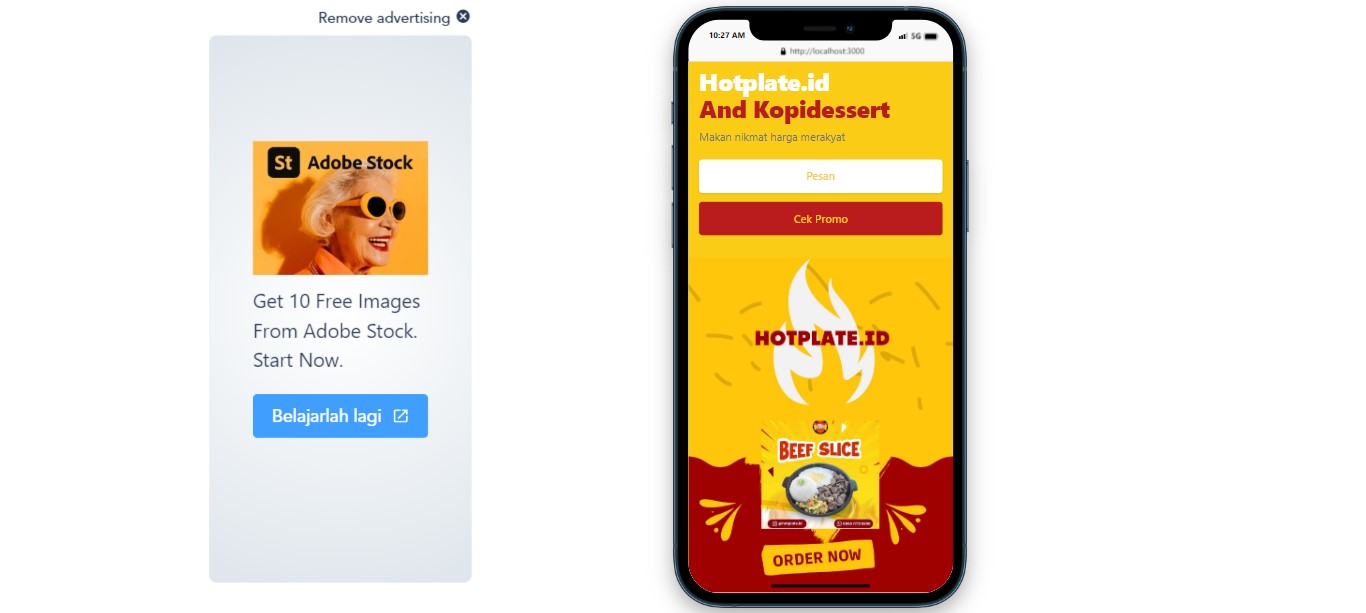 Remove advertising
St Adobe Stock
Get 10 Free Images
From Adobe Stock.
Start Now.
Belajarlah lagi
10:27 AM
5G
http://localhost:3000
Hotplate.id
And Kopidessert
Makan nikmat harga merakyat
Pesan
Cek Promo
HOTPLATE.ID
BEEF SLICE
ORDER NOW